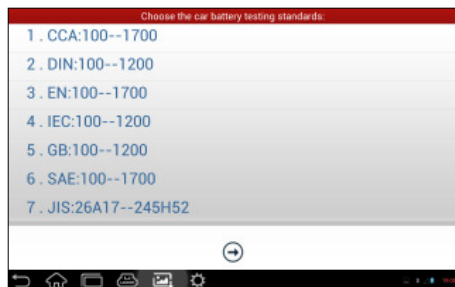 Choose the car battery testing standards:
1 . CCA:100--1700
2 . DIN:100--1200
3 . EN:100--1700
4 . IEC:100--1200
5 . GB:100--1200
6 . SAE:100--1700
7 . JIS:26A17--245H52